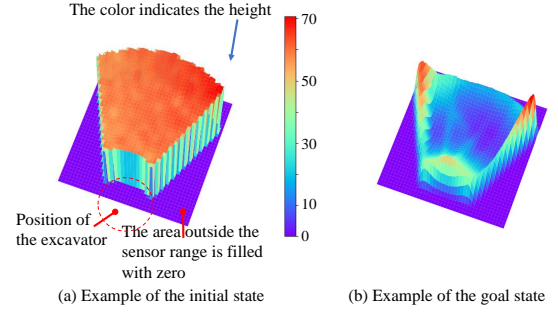 The color indicates the height
70
50
30
20
10
0
Position of
the excavator
The area outside the
sensor range is filled
with zero
(a) Example of the initial state
(b) Example of the goal state